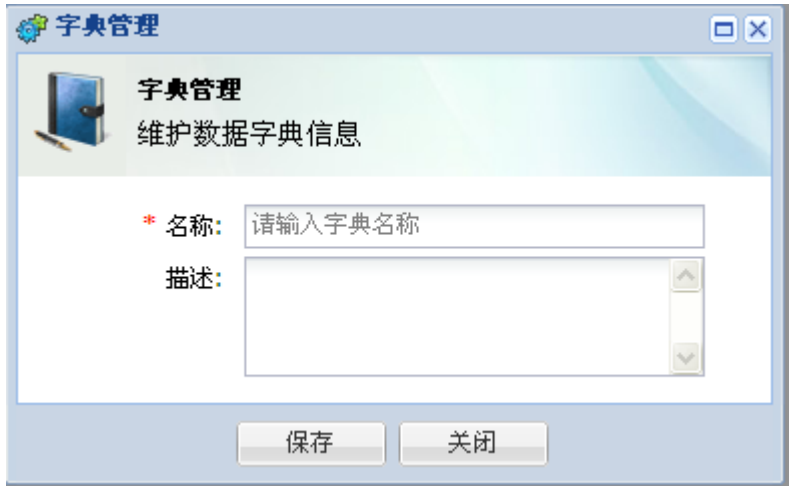 字典管理
字典管理
维护数据字典信息
* 名称: 请输入字典名称
描述:
保存 关闭